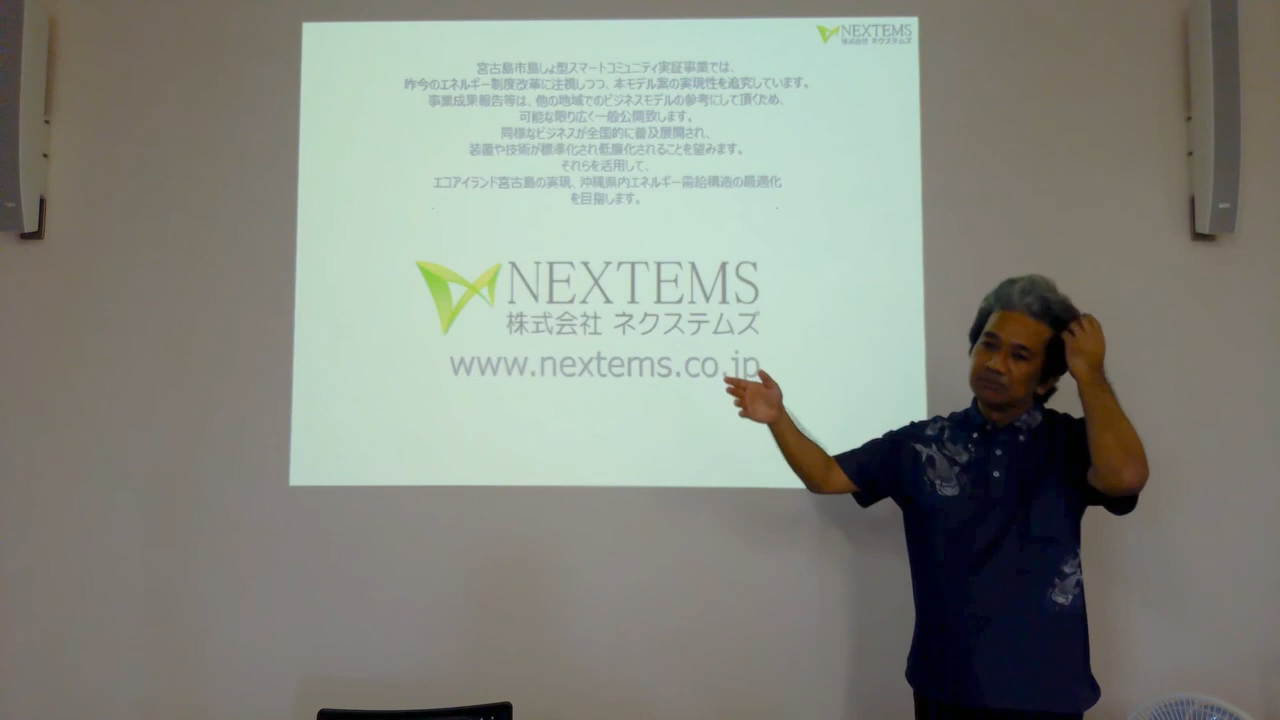 NEXTEMS
株式会社 ネクステムズ
宮古島市島しょ型スマートコミュニティ実証事業では、
昨今のエネルギー制度改革に注視しつつ、本モデル案の実現性を追究しています。
事業成果報告等は、他の地域でのビジネスモデルの参考にして頂くため、
可能な限り広く一般公開致します。
同様なビジネスが全国的に普及展開され、
装置や技術が標準化され低廉化されることを望みます。
それらを活用して、
エコアイランド宮古島の実現、沖縄県内エネルギー需給構造の最適化
を目指します。
NEXTEMS
株式会社 ネクステムズ
www.nextems.co.jp